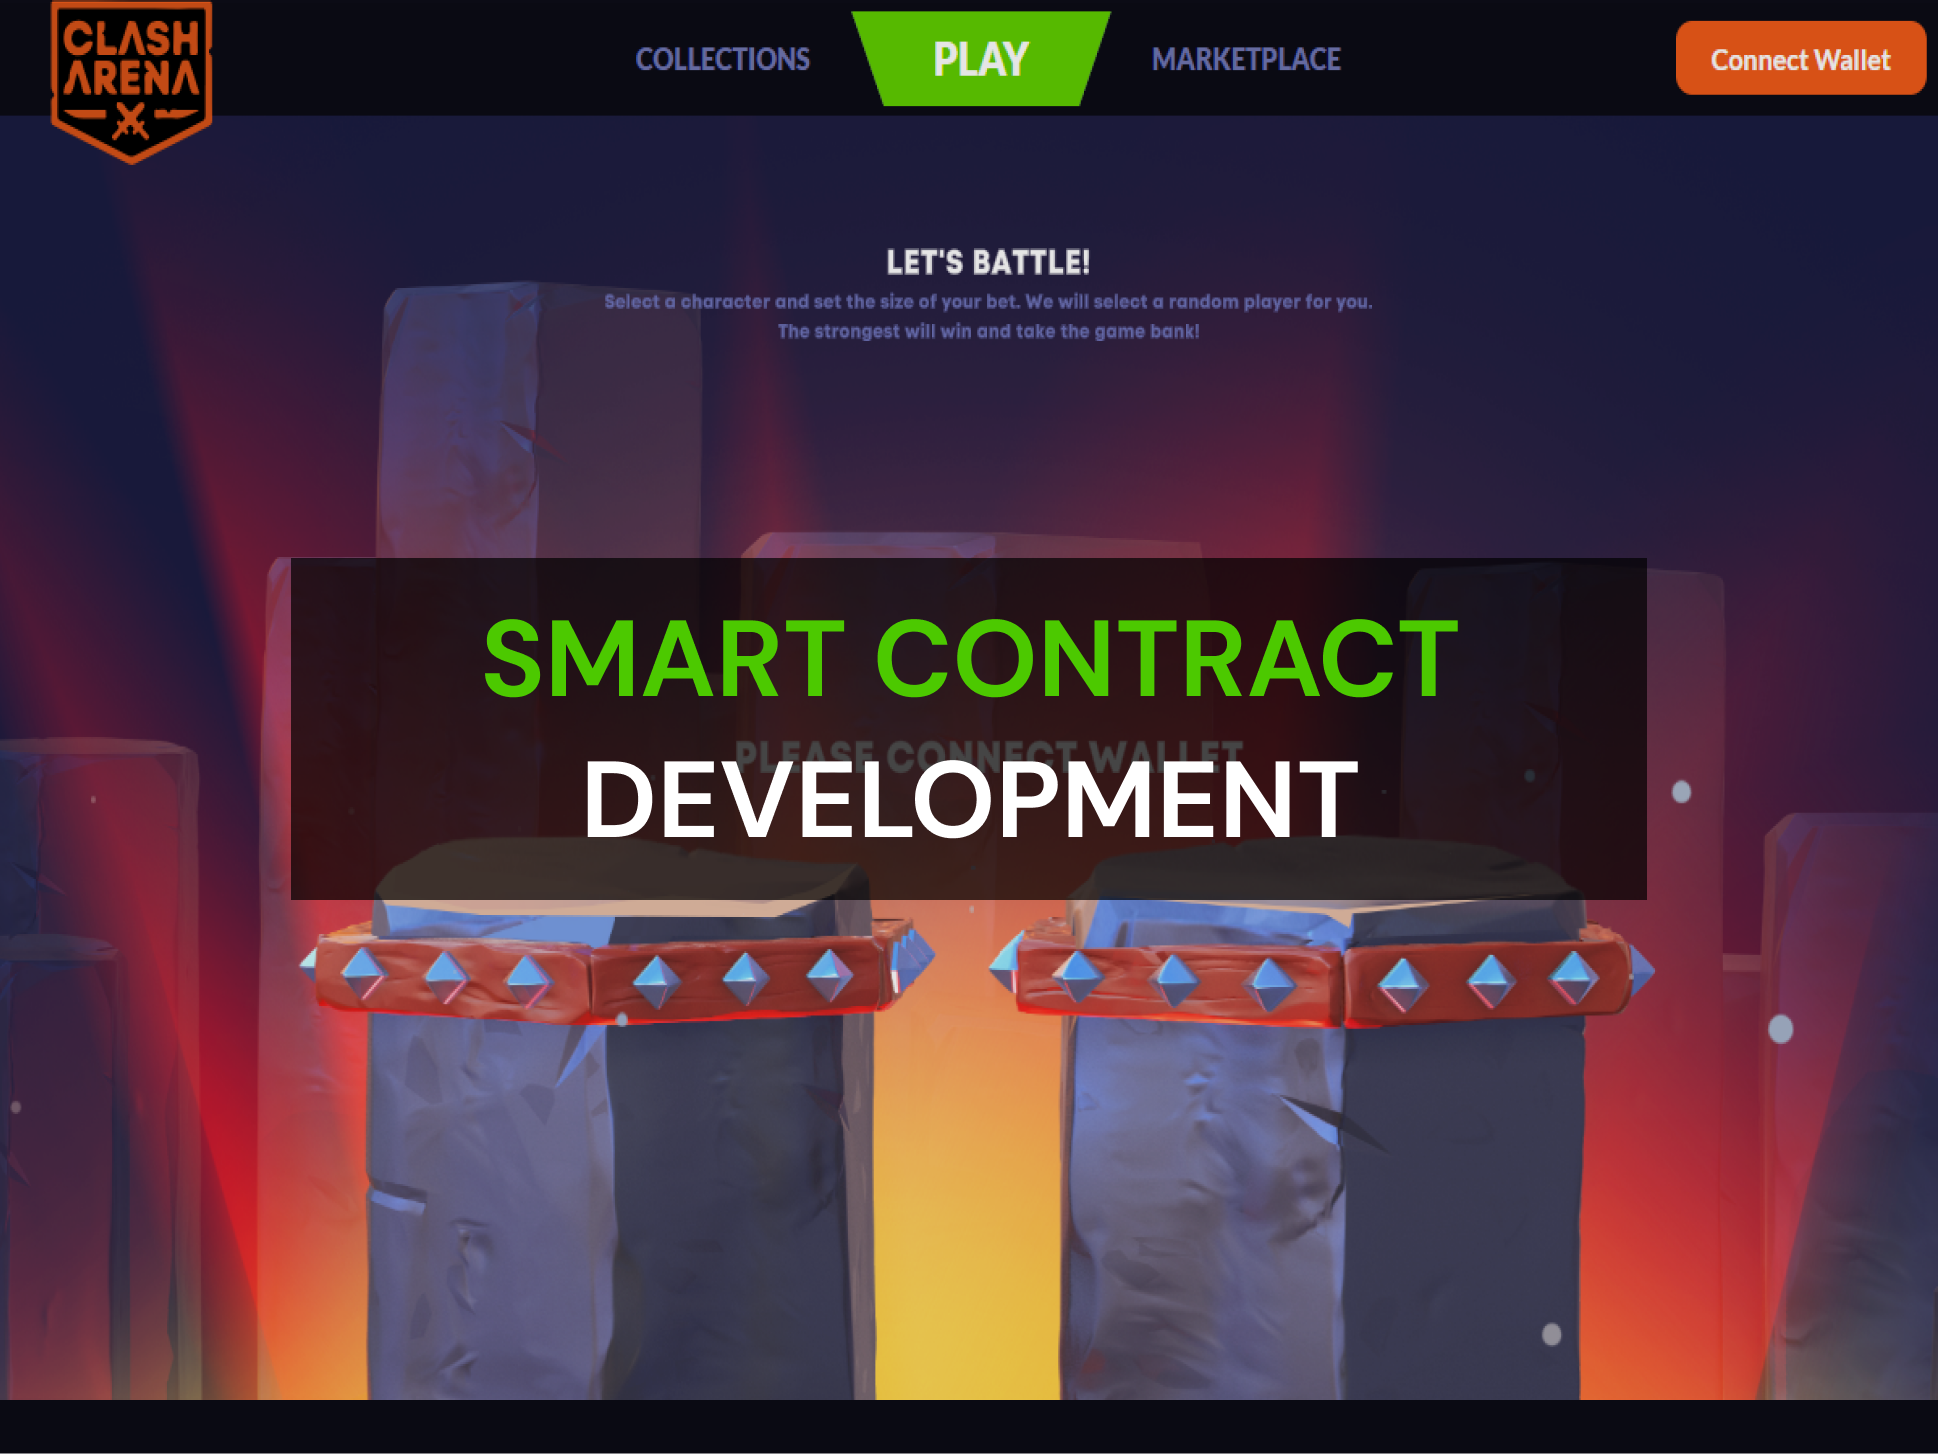 CLASH
ARENA
COLLECTIONS
PLAY
MARKETPLACE
Connect Wallet
LET'S BATTLE!
Select a character and set the size of your bet. We will select a random player for you.
The strongest will win and take the game bank!
SMART CONTRACT
PLEASE CONNECT WALLET
DEVELOPMENT